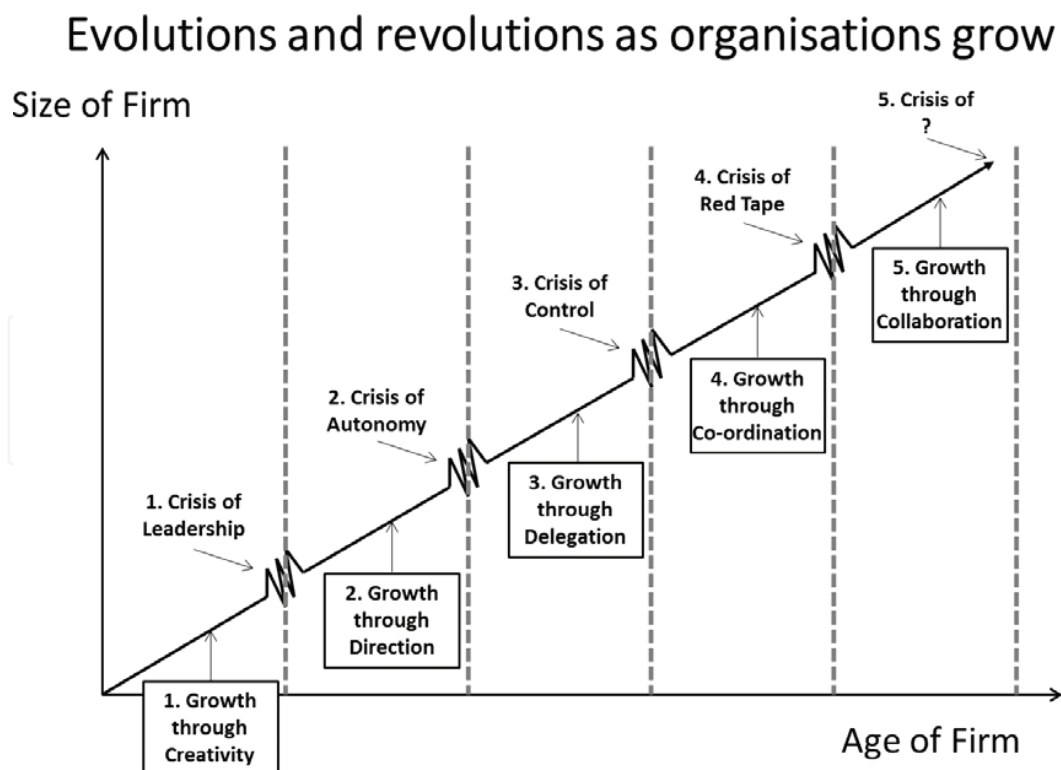 Evolutions and revolutions as organisations grow
Size of Firm
5. Crisis of
?
4. Crisis of
Red Tape
5. Growth
through
Collaboration
3. Crisis of
Control
4. Growth
through
Co-ordination
2. Crisis of
Autonomy
3. Growth
through
Delegation
1. Crisis of
Leadership
2. Growth
through
Direction
1. Growth
through
Creativity
Age of Firm